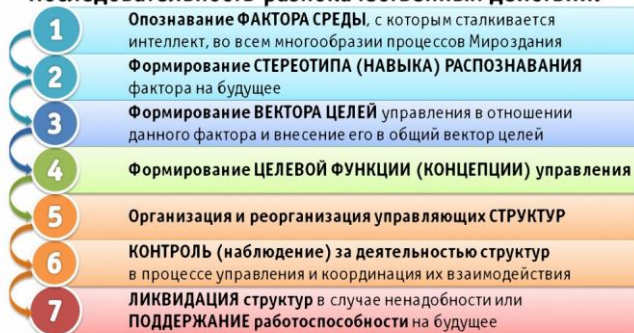 последовательность разнокачественных действий:
1
Опознавание ФАКТОРА СРЕДЫ, с которым сталкивается
интеллект, во всем многообразии процессов Мироздания
2
Формирование СТЕРЕОТИПА (НАВЫКА) РАСПОЗНАВАНИЯ
фактора на будущее
3
Формирование ВЕКТОРА ЦЕЛЕЙ управления в отношении
данного фактора и внесение его в общий вектор целей
4
Формирование ЦЕЛЕВОЙ ФУНКЦИИ (КОНЦЕПЦИИ) управления
5
Организация и реорганизация управляющих СТРУКТУР
6
КОНТРОЛЬ (наблюдение) за деятельностью структур
в процессе управления и координация их взаимодействия
7
ЛИКВИДАЦИЯ структур в случае ненадобности или
ПОДДЕРЖАНИЕ работоспособности на будущее